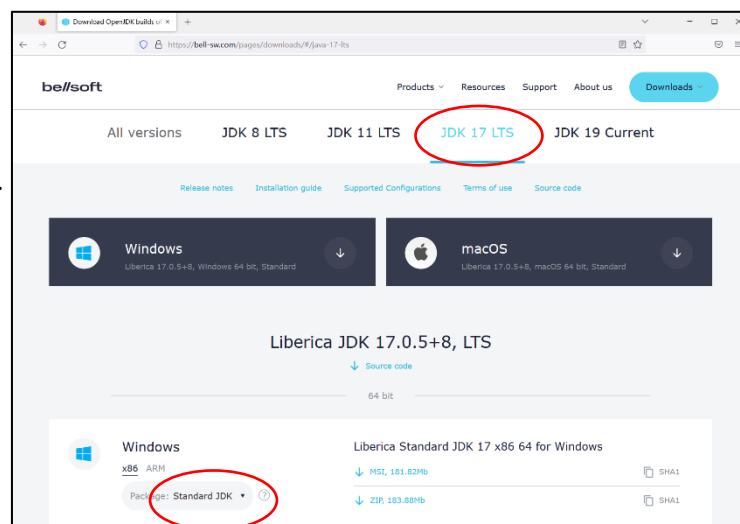 Download OpenJDK builds of
https://bell-sw.com/pages/downloads/#/java-17-lts
bellsoft
Products
Resources
Support
About us
Downloads
All versions
JDK 8 LTS
JDK 11 LTS
JDK 17 LTS
JDK 19 Current
Release notes
Installation guide
Supported Configurations
Terms of use
Source code
Windows
Liberica 17.0.5+8, Windows 64 bit, Standard
macOS
Liberica 17.0.5+8, macOS 64 bit, Standard
Liberica JDK 17.0.5+8, LTS
Source code
64 bit
Windows
x86 ARM
Package: Standard JDK
?
Liberica Standard JDK 17 x86 64 for Windows
MSI, 181.82Mb
SHA1
ZIP, 183.88Mb
SHA1